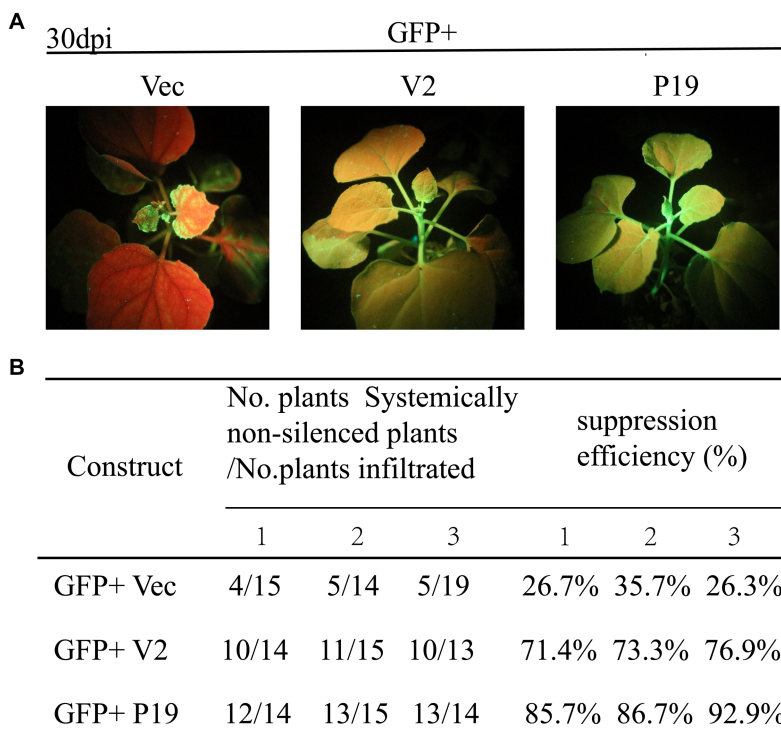 A
30dpi GFP+
Vec V2 P19
B
No. plants Systemically
non-silenced plants
/No.plants infiltrated
suppression
efficiency (%)
Construct
1 2 3 1 2 3
GFP+ Vec 4/15 5/14 5/19 26.7% 35.7% 26.3%
GFP+ V2 10/14 11/15 10/13 71.4% 73.3% 76.9%
GFP+ P19 12/14 13/15 13/14 85.7% 86.7% 92.9%